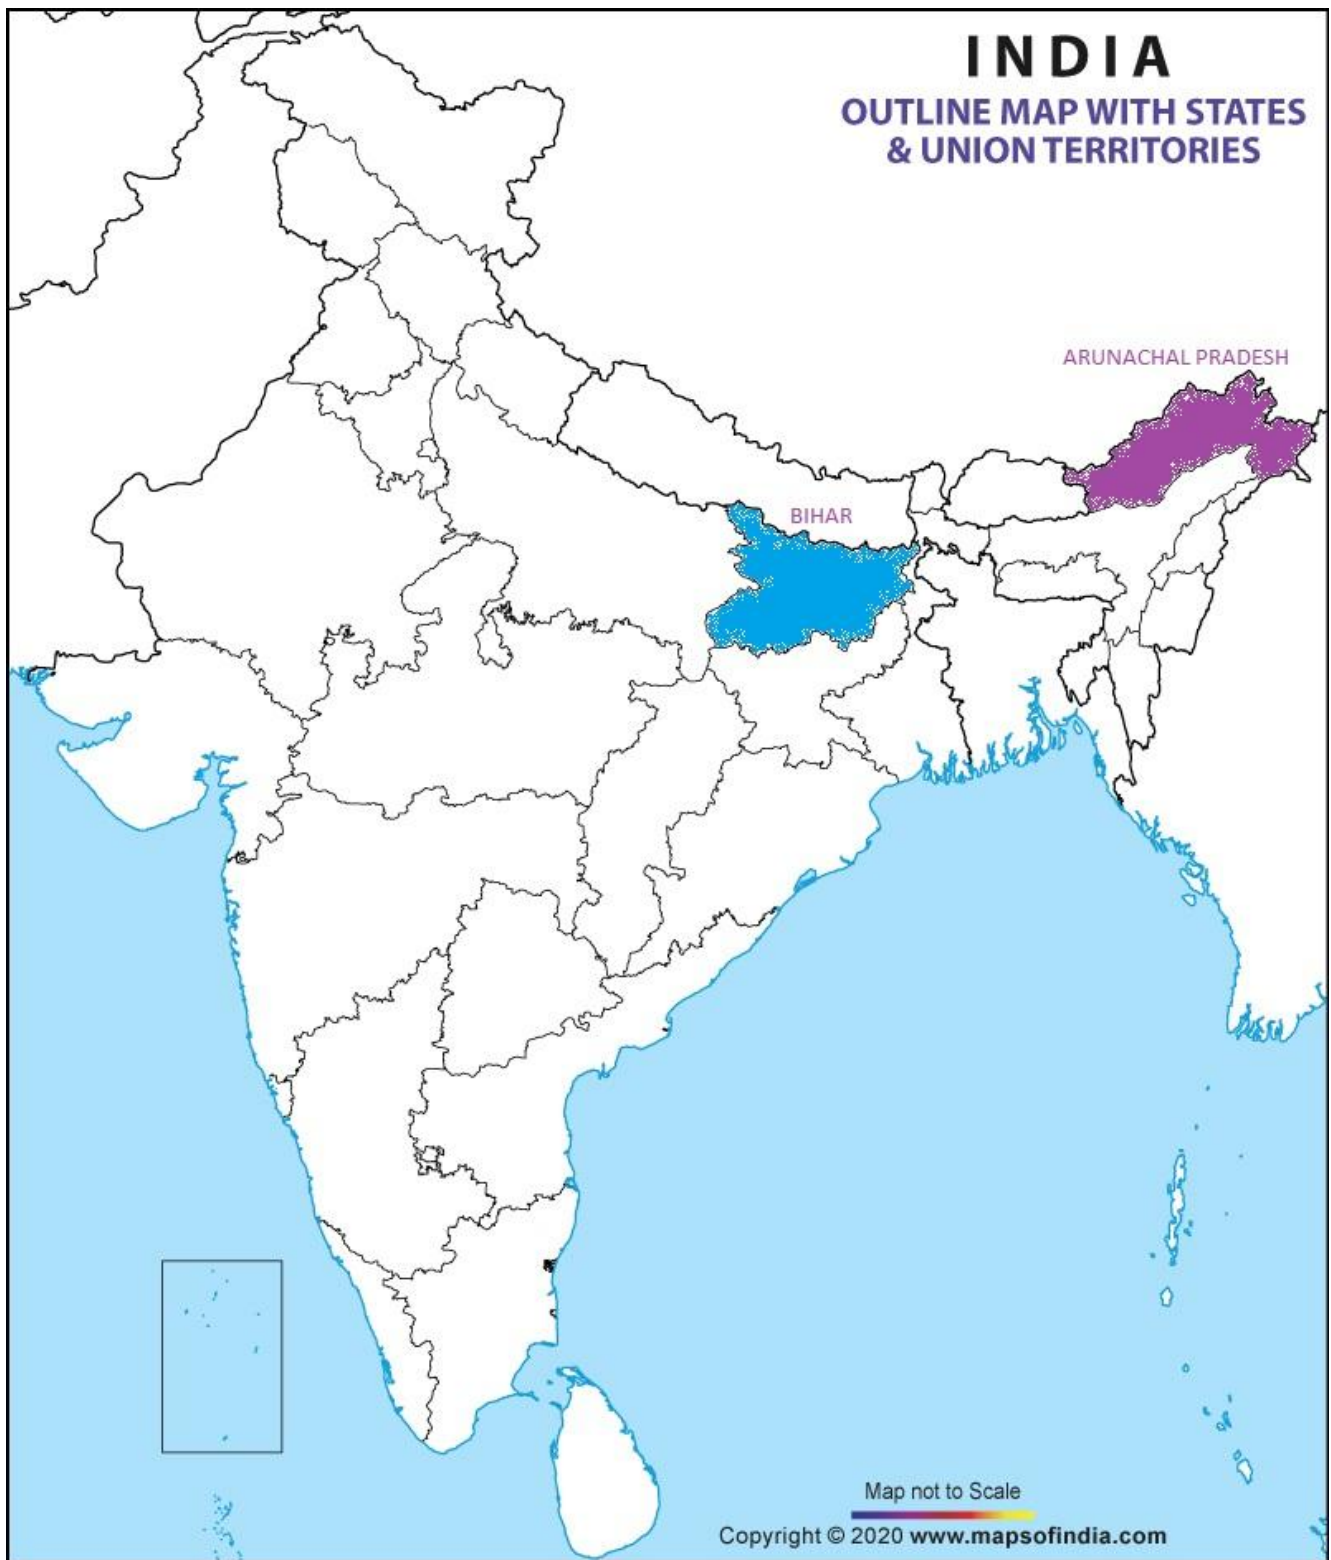 INDIA
OUTLINE MAP WITH STATES
& UNION TERRITORIES
ARUNACHAL PRADESH
BIHAR
Map not to Scale
Copyright © 2020 www.mapsofindia.com